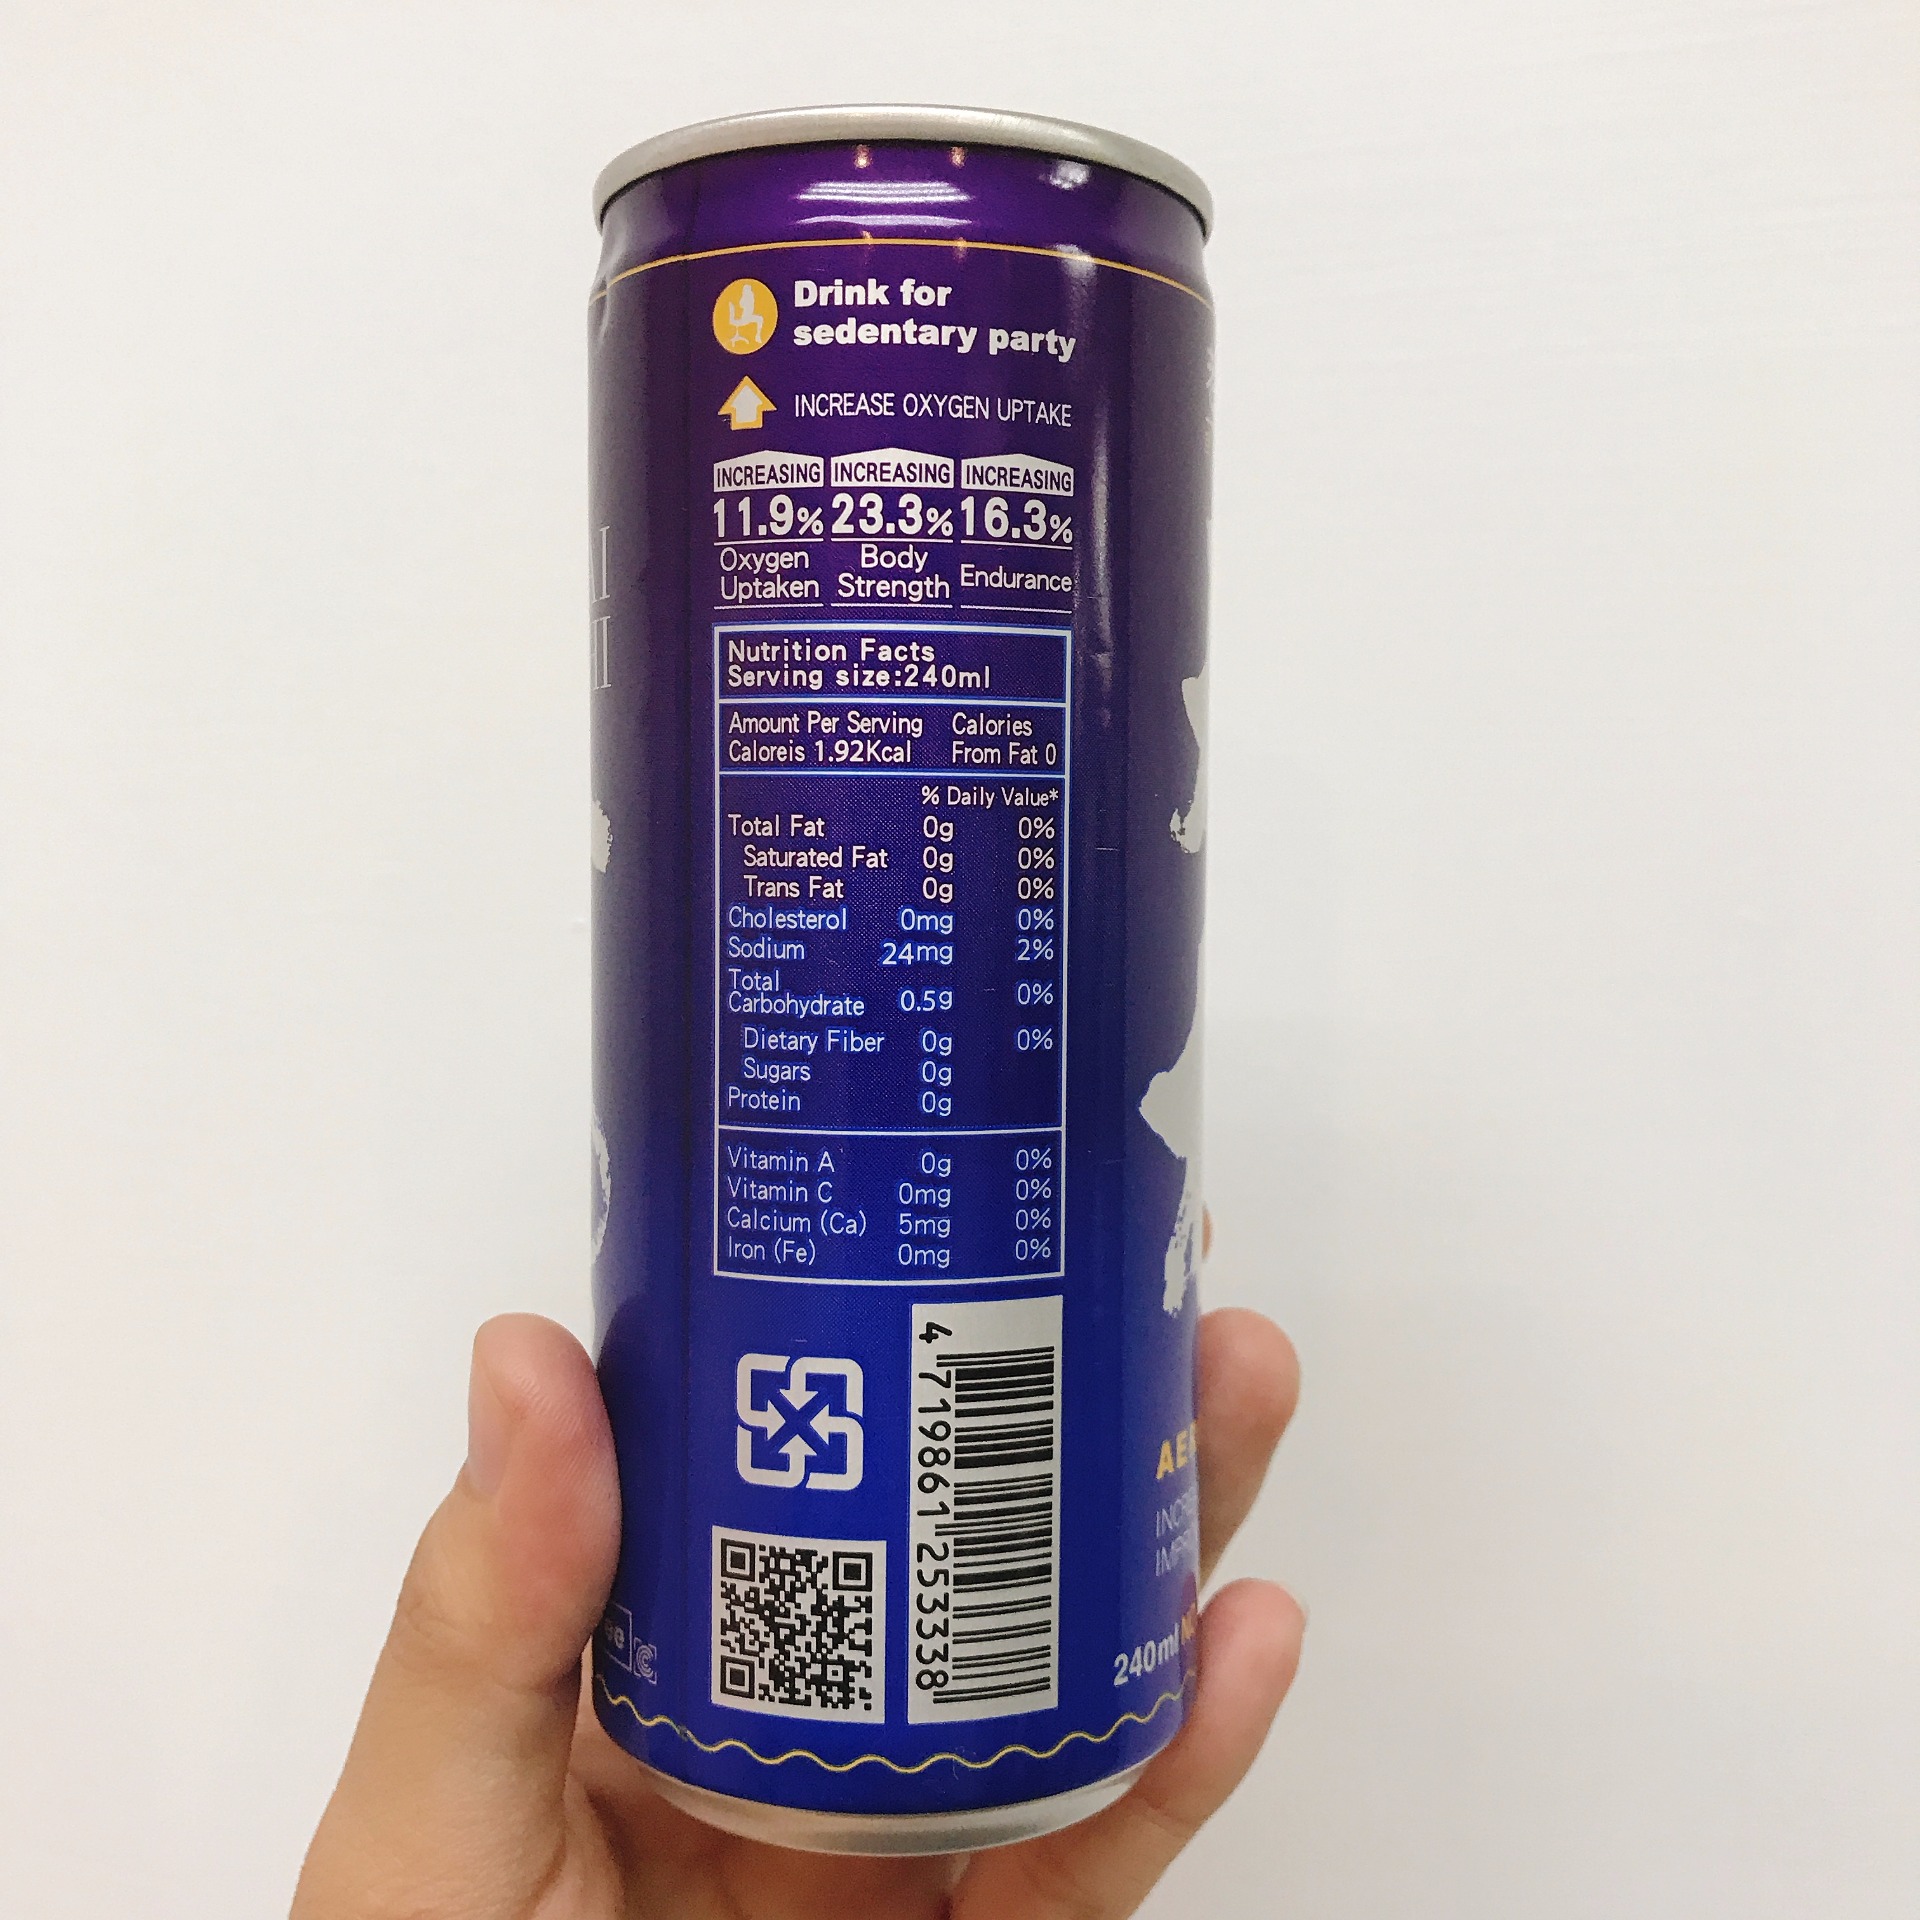 Drink for
sedentary party
INCREASE OXYGEN UPTAKE
INCREASING INCREASING INCREASING
11.9% 23.3% 16.3%
Oxygen Uptaken
Body Strength
Endurance
Nutrition Facts
Serving size:240ml
Amount Per Serving Calories
Caloreis 1.92Kcal From Fat 0
% Daily Value*
Total Fat 0g 0%
Saturated Fat 0g 0%
Trans Fat 0g 0%
Cholesterol 0mg 0%
Sodium 24mg 2%
Total
Carbohydrate 0.5g 0%
Dietary Fiber 0g 0%
Sugars 0g
Protein 0g
Vitamin A 0g 0%
Vitamin C 0mg 0%
Calcium (Ca) 5mg 0%
Iron (Fe) 0mg 0%
4 719861 253338
240ml